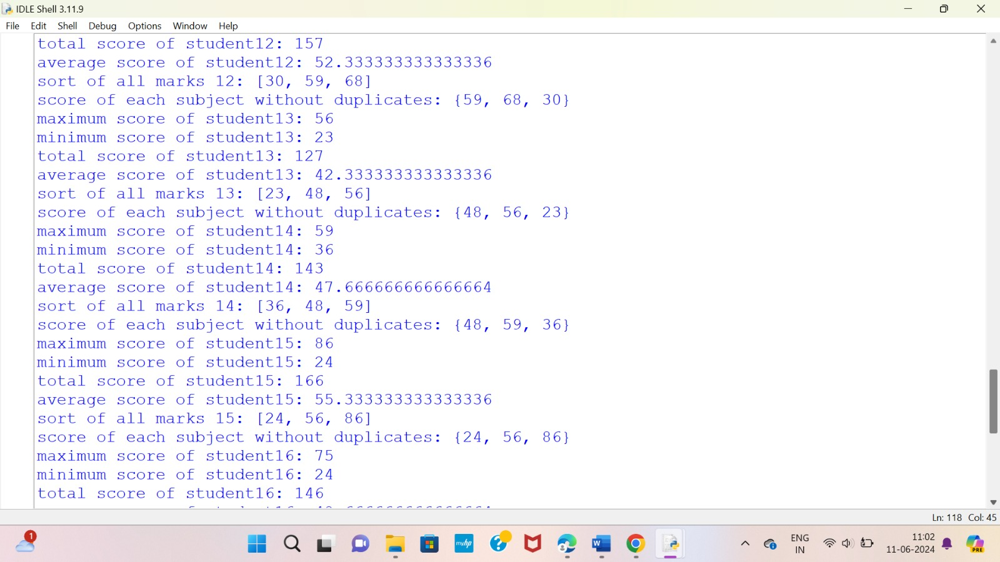 IDLE Shell 3.11.9
File Edit Shell Debug Options Window Help
total score of student12: 157
average score of student12: 52.333333333333336
sort of all marks 12: [30, 59, 68]
score of each subject without duplicates: {59, 68, 30}
maximum score of student13: 56
minimum score of student13: 23
total score of student13: 127
average score of student13: 42.333333333333336
sort of all marks 13: [23, 48, 56]
score of each subject without duplicates: {48, 56, 23}
maximum score of student14: 59
minimum score of student14: 36
total score of student14: 143
average score of student14: 47.666666666666664
sort of all marks 14: [36, 48, 59]
score of each subject without duplicates: {48, 59, 36}
maximum score of student15: 86
minimum score of student15: 24
total score of student15: 166
average score of student15: 55.333333333333336
sort of all marks 15: [24, 56, 86]
score of each subject without duplicates: {24, 56, 86}
maximum score of student16: 75
minimum score of student16: 24
total score of student16: 146
Ln: 118 Col: 45
1
myhp
W
PRE
ENG
IN
11:02
11-06-2024